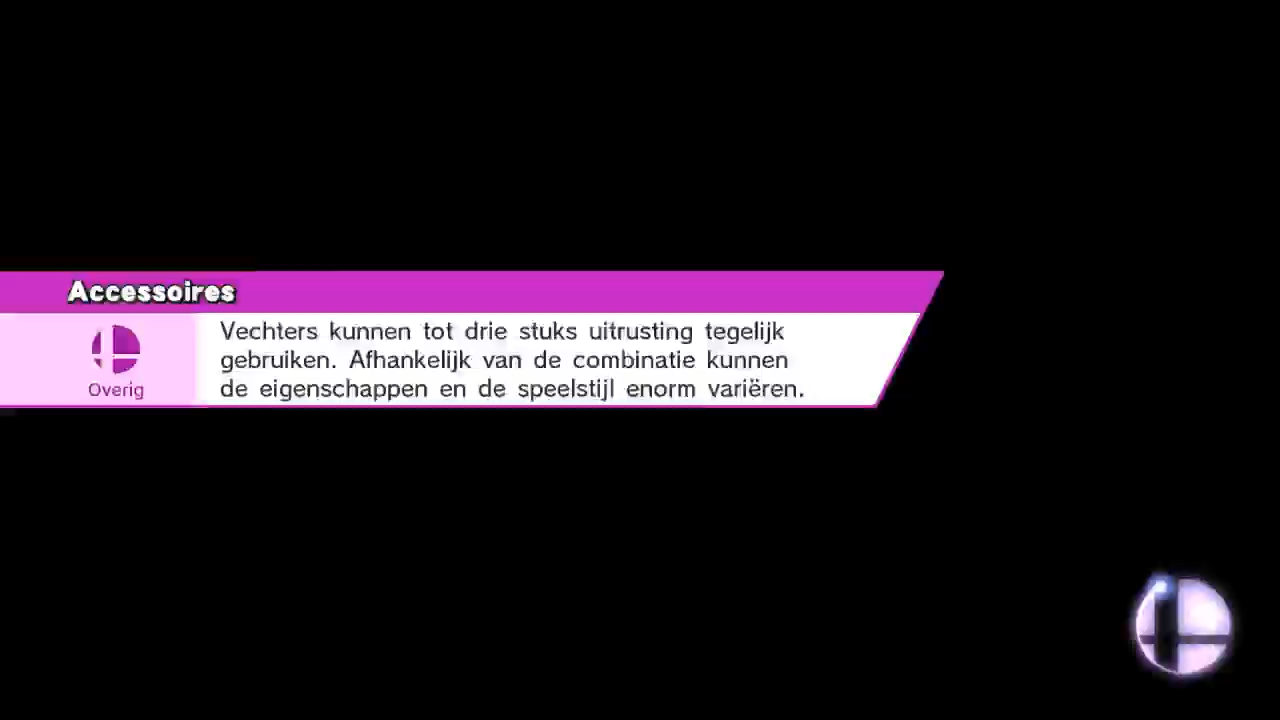 Accessoires
Vechters kunnen tot drie stuks uitrusting tegelijk
gebruiken. Afhankelijk van de combinatie kunnen
de eigenschappen en de speelstijl enorm variëren.
Overig